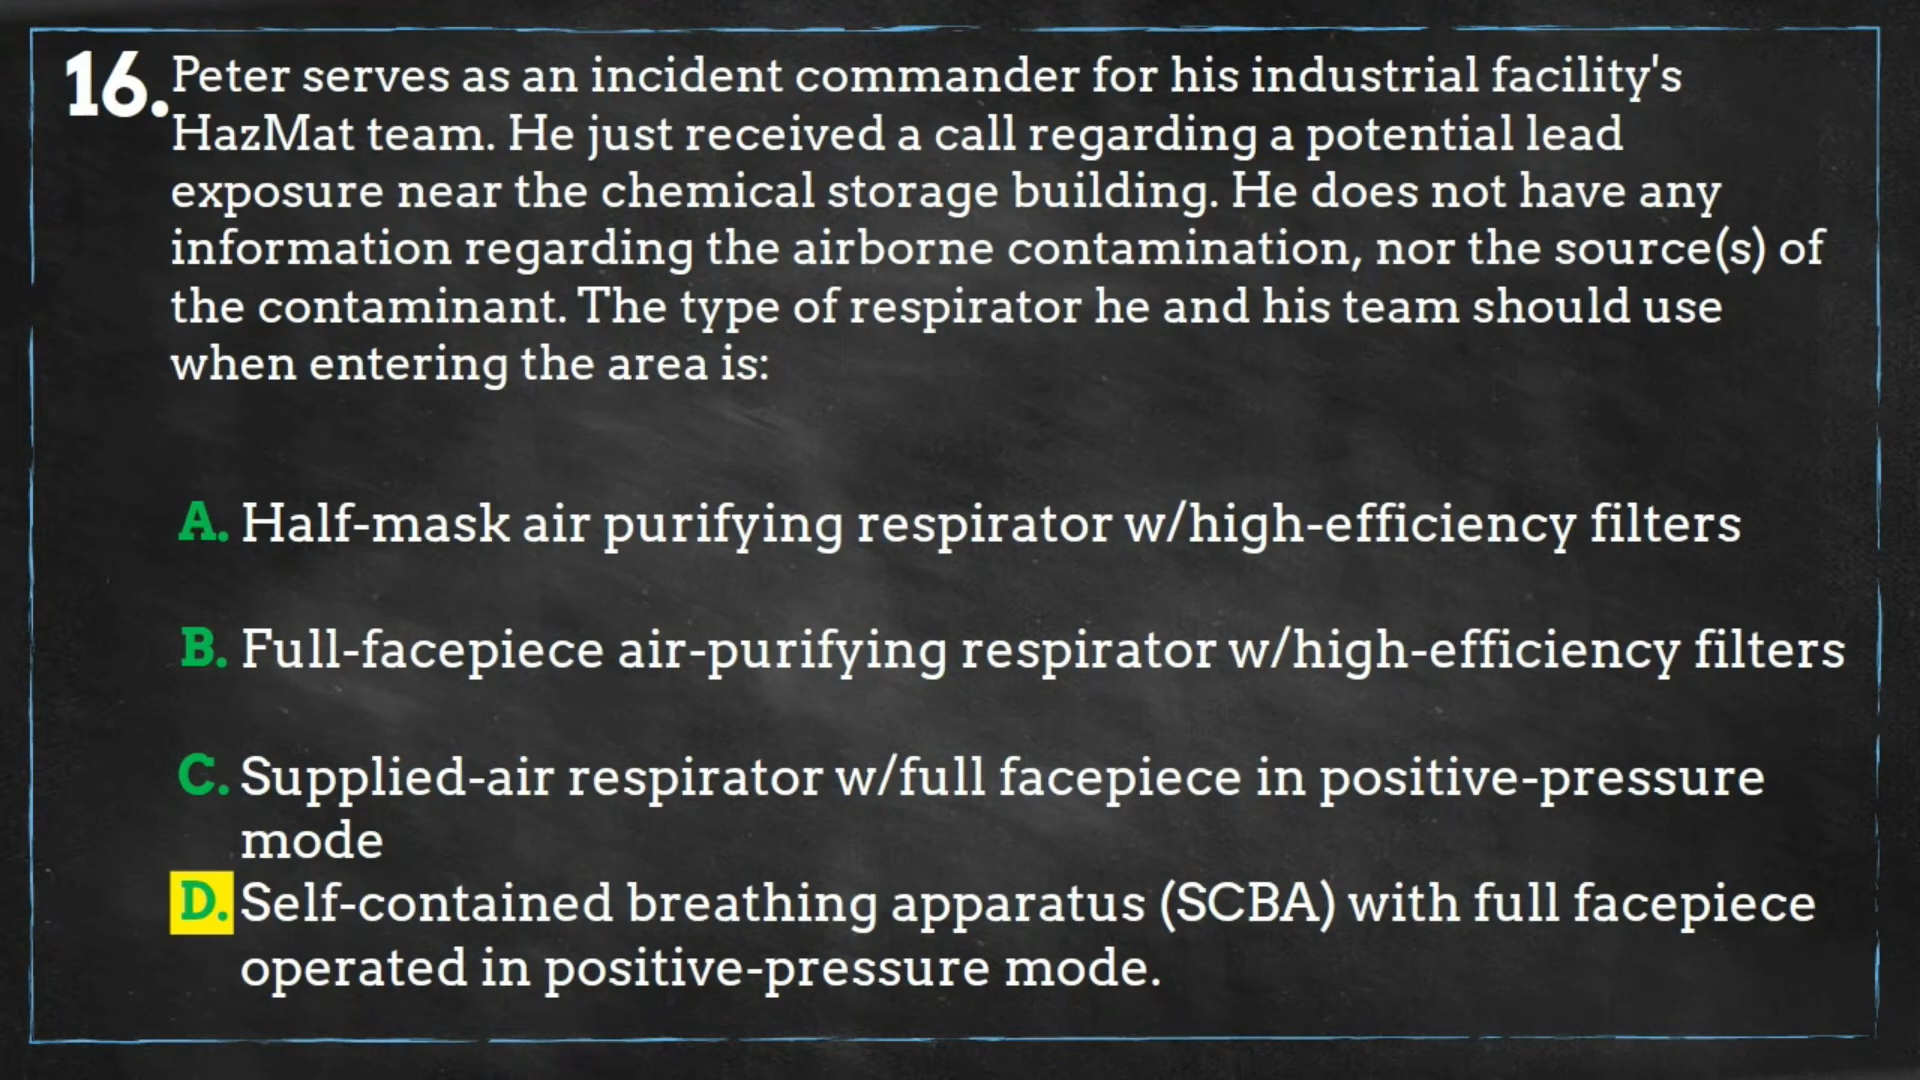 16. Peter serves as an incident commander for his industrial facility's
HazMat team. He just received a call regarding a potential lead
exposure near the chemical storage building. He does not have any
information regarding the airborne contamination, nor the source(s) of
the contaminant. The type of respirator he and his team should use
when entering the area is:
A. Half-mask air purifying respirator w/high-efficiency filters
B. Full-facepiece air-purifying respirator w/high-efficiency filters
C. Supplied-air respirator w/full facepiece in positive-pressure
mode
D. Self-contained breathing apparatus (SCBA) with full facepiece
operated in positive-pressure mode.